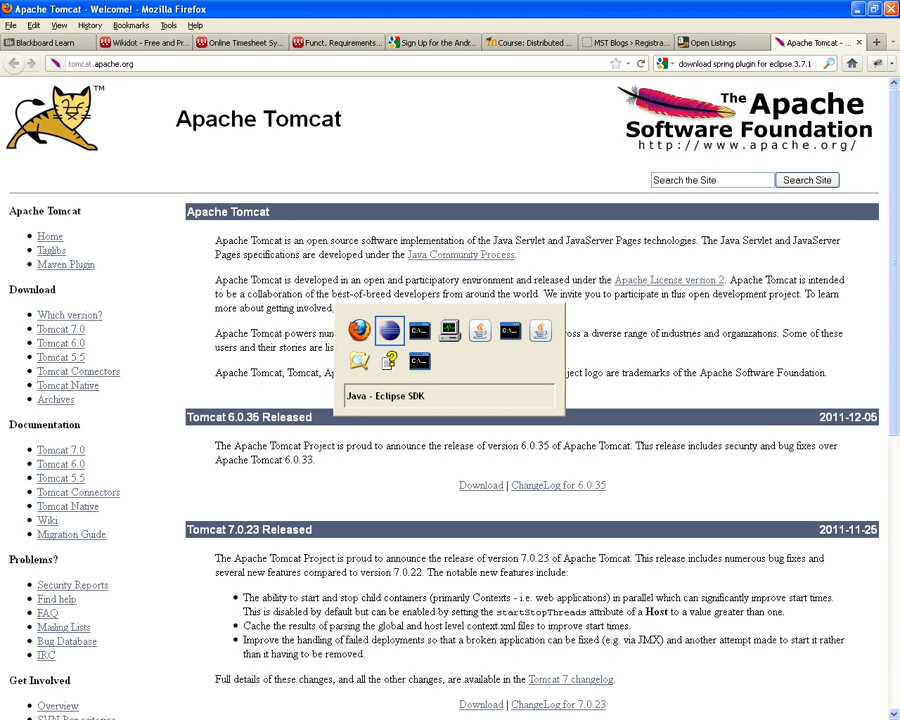 Apache Tomcat - Welcome! - Mozilla Firefox
File Edit View History Bookmarks Tools Help
Blackboard Learn
Wikidot - Free and Pr...
Online Timesheet Sy...
Funct. Requirements...
Sign Up for the Andr...
Course: Distributed ...
MST Blogs › Registra...
Open Listings
Apache Tomcat - ...
tomcat.apache.org
download spring plugin for eclipse 3.7.1
TM
Apache Tomcat
The Apache
Software Foundation
http://www.apache.org/
Search the Site
Search Site
Apache Tomcat
Home
Taglibs
Maven Plugin
Download
Which version?
Tomcat 7.0
Tomcat 6.0
Tomcat 5.5
Tomcat Connectors
Tomcat Native
Archives
Documentation
Tomcat 7.0
Tomcat 6.0
Tomcat 5.5
Tomcat Connectors
Tomcat Native
Wiki
Migration Guide
Problems?
Security Reports
Find help
FAQ
Mailing Lists
Bug Database
IRC
Get Involved
Overview
SVN Repositories
Apache Tomcat
Apache Tomcat is an open source software implementation of the Java Servlet and JavaServer Pages technologies. The Java Servlet and JavaServer
Pages specifications are developed under the Java Community Process.
Apache Tomcat is developed in an open and participatory environment and released under the Apache License version 2. Apache Tomcat is intended
to be a collaboration of the best-of-breed developers from around the world. We invite you to participate in this open development project. To learn
more about getting involved,
Apache Tomcat powers num
oss a diverse range of industries and organizations. Some of these
users and their stories are lis
Apache Tomcat, Tomcat, Ap
ject logo are trademarks of the Apache Software Foundation.
C:\_
C:\_
C:\_
Java - Eclipse SDK
Tomcat 6.0.35 Released 2011-12-05
The Apache Tomcat Project is proud to announce the release of version 6.0.35 of Apache Tomcat. This release includes security and bug fixes over
Apache Tomcat 6.0.33.
Download | ChangeLog for 6.0.35
Tomcat 7.0.23 Released 2011-11-25
The Apache Tomcat Project is proud to announce the release of version 7.0.23 of Apache Tomcat. This release includes numerous bug fixes and
several new features compared to version 7.0.22. The notable new features include:
The ability to start and stop child containers (primarily Contexts - i.e. web applications) in parallel which can significantly improve start times.
This is disabled by default but can be enabled by setting the startStopThreads attribute of a Host to a value greater than one.
Cache the results of parsing the global and host level context.xml files to improve start times.
Improve the handling of failed deployments so that a broken application can be fixed (e.g. via JMX) and another attempt made to start it rather
than it having to be removed.
Full details of these changes, and all the other changes, are available in the Tomcat 7 changelog.
Download | ChangeLog for 7.0.23